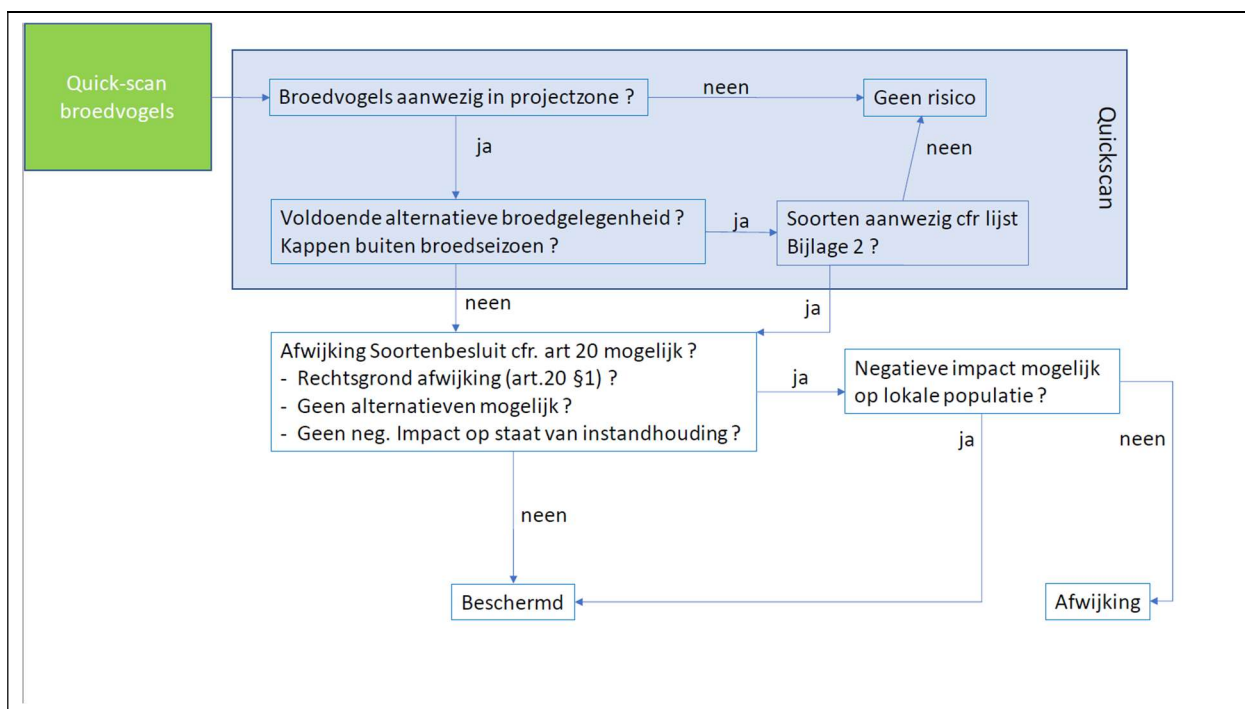 Quick-scan
broedvogels
Broedvogels aanwezig in projectzone ?
neen
Geen risico
Quickscan
ja
neen
Voldoende alternatieve broedgelegenheid ?
Kappen buiten broedseizoen ?
ja
Soorten aanwezig cfr lijst
Bijlage 2 ?
neen
ja
Afwijking Soortenbesluit cfr. art 20 mogelijk ?
- Rechtsgrond afwijking (art.20 §1) ?
- Geen alternatieven mogelijk ?
- Geen neg. Impact op staat van instandhouding ?
ja
Negatieve impact mogelijk
op lokale populatie ?
ja
neen
neen
Beschermd
Afwijking